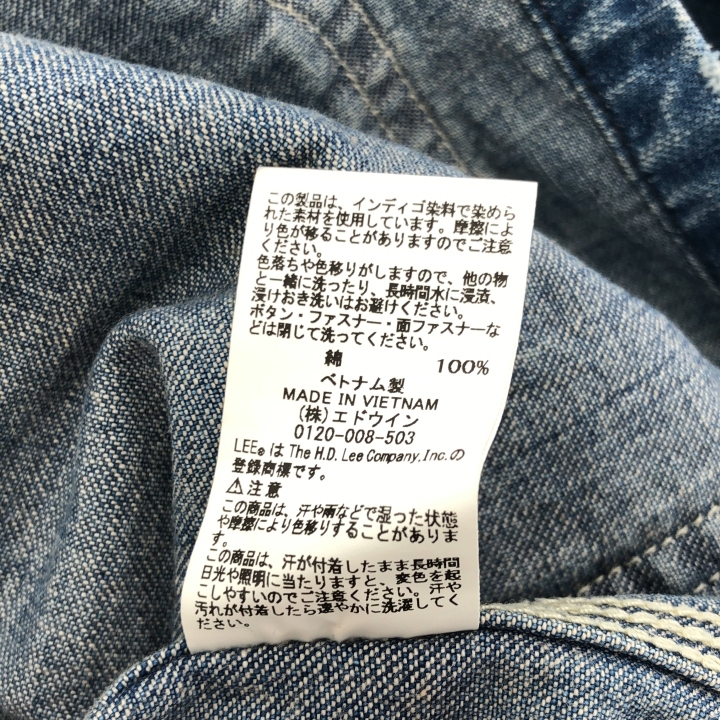 この製品は、インディゴ染料で染めら
れた素材を使用しています。摩擦によ
り色が移ることがありますのでご注意
ください。
色落ちや色移りがしますので、他の物
と一緒に洗ったり、長時間水に浸漬、
浸けおき洗いはお避けください。
ボタン・ファスナー・面ファスナーな
どは閉じて洗ってください。
綿 100%
ベトナム製
MADE IN VIETNAM
(株)エドウイン
0120-008-503
LEE® は The H.D. Lee Company, Inc. の
登録商標です。
⚠注意
この商品は、汗や雨などで湿った状態
や摩擦により色移りすることがありま
す。
この商品は、汗が付着したまま長時間
日光や照明に当たりますと、変色を起
こしやすいのでご注意ください。汗や
汚れが付着したら速やかに洗濯してく
ださい。